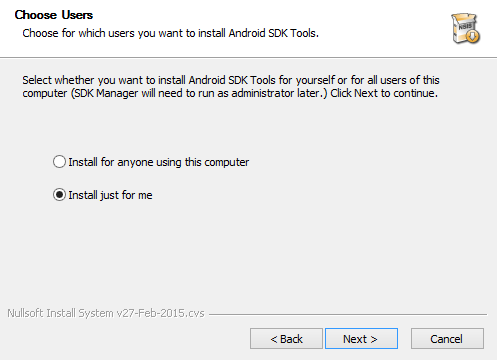 Choose Users
Choose for which users you want to install Android SDK Tools.
NSIS
Select whether you want to install Android SDK Tools for yourself or for all users of this
computer (SDK Manager will need to run as administrator later.) Click Next to continue.
Install for anyone using this computer
Install just for me
Nullsoft Install System v27-Feb-2015.cvs
< Back
Next >
Cancel